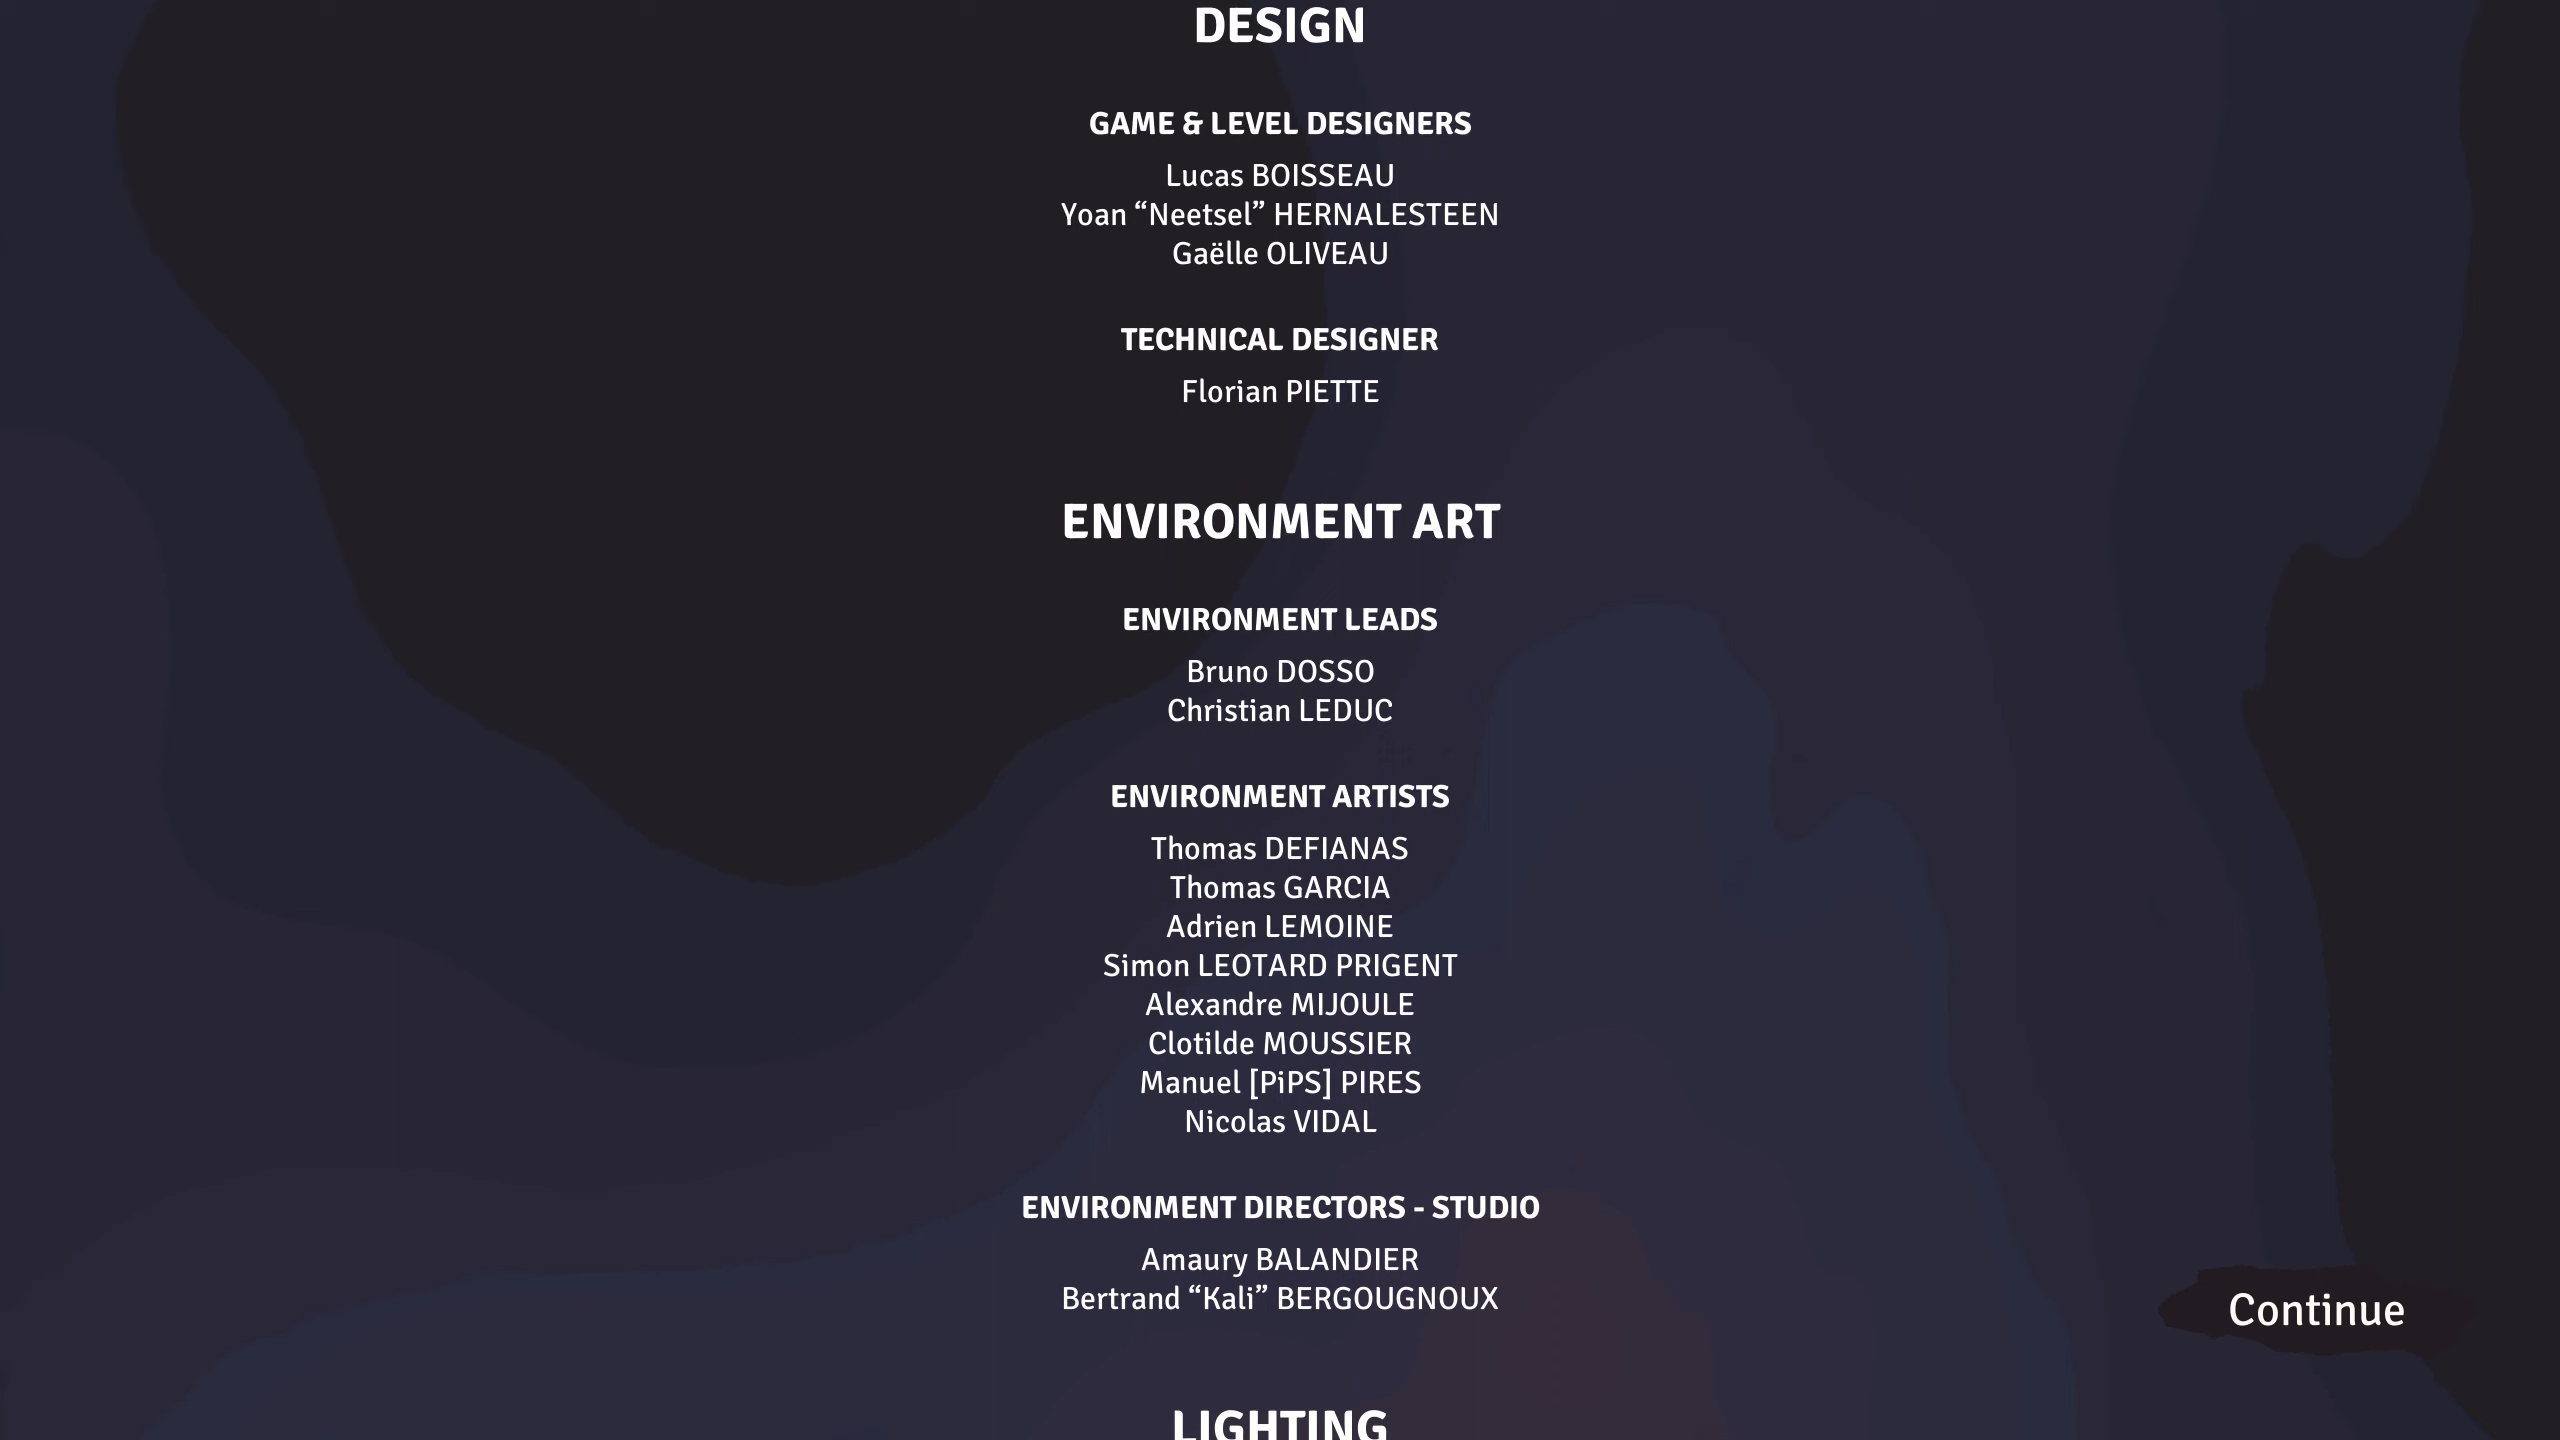 DESIGN
GAME & LEVEL DESIGNERS
Lucas BOISSEAU
Yoan “Neetsel” HERNALESTEEN
Gaëlle OLIVEAU
TECHNICAL DESIGNER
Florian PIETTE
ENVIRONMENT ART
ENVIRONMENT LEADS
Bruno DOSSO
Christian LEDUC
ENVIRONMENT ARTISTS
Thomas DEFIANAS
Thomas GARCIA
Adrien LEMOINE
Simon LEOTARD PRIGENT
Alexandre MIJOULE
Clotilde MOUSSIER
Manuel [PiPS] PIRES
Nicolas VIDAL
ENVIRONMENT DIRECTORS - STUDIO
Amaury BALANDIER
Bertrand “Kali” BERGOUGNOUX
Continue
LIGHTING